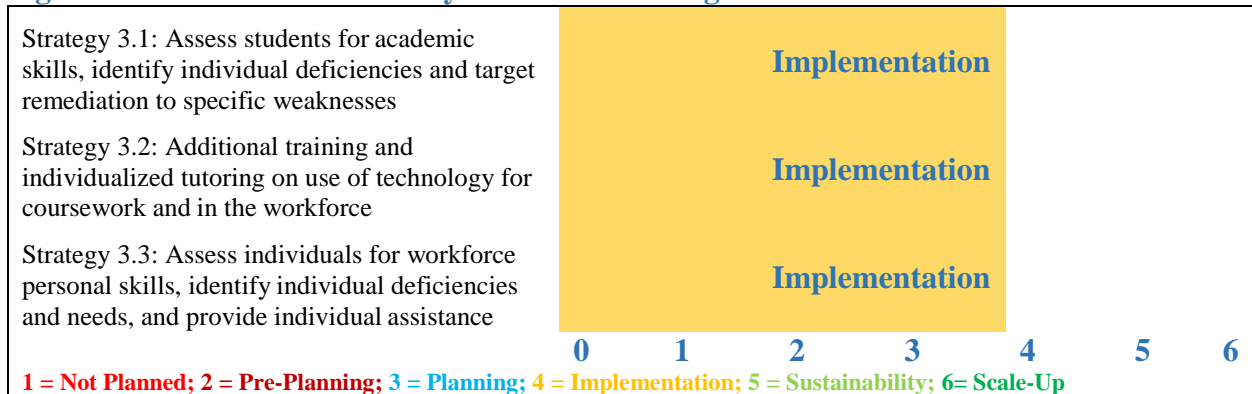 Strategy 3.1: Assess students for academic
skills, identify individual deficiencies and target
remediation to specific weaknesses
Implementation
Strategy 3.2: Additional training and
individualized tutoring on use of technology for
coursework and in the workforce
Implementation
Strategy 3.3: Assess individuals for workforce
personal skills, identify individual deficiencies
and needs, and provide individual assistance
Implementation
0 1 2 3 4 5 6
1 = Not Planned; 2 = Pre-Planning; 3 = Planning; 4 = Implementation; 5 = Sustainability; 6= Scale-Up